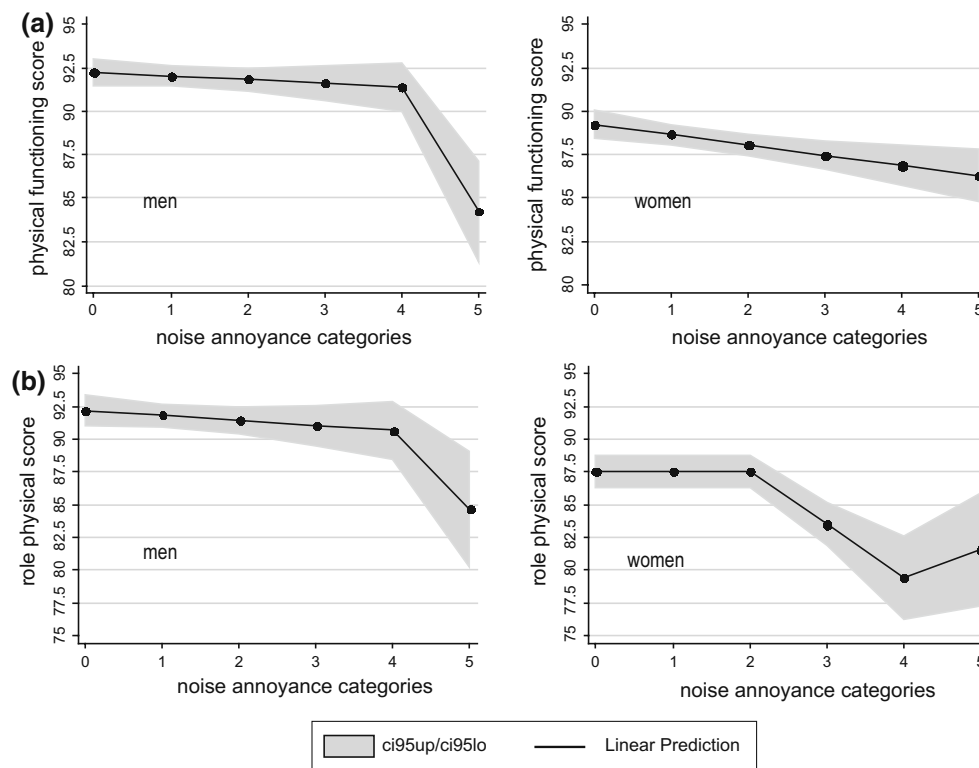 (a)
physical functioning score
95
92.5
90
87.5
85
82.5
80
men
0 1 2 3 4 5
noise annoyance categories
physical functioning score
95
92.5
90
87.5
85
82.5
80
women
0 1 2 3 4 5
noise annoyance categories
(b)
role physical score
95
92.5
90
87.5
85
82.5
80
77.5
75
men
0 1 2 3 4 5
noise annoyance categories
role physical score
95
92.5
90
87.5
85
82.5
80
77.5
75
women
0 1 2 3 4 5
noise annoyance categories
ci95up/ci95lo Linear Prediction